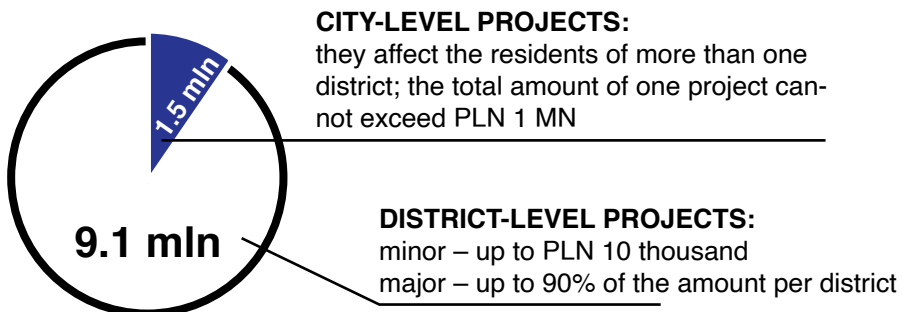 CITY-LEVEL PROJECTS:
they affect the residents of more than one
district; the total amount of one project can-
not exceed PLN 1 MN
1.5 mln
DISTRICT-LEVEL PROJECTS:
minor – up to PLN 10 thousand
major – up to 90% of the amount per district
9.1 mln